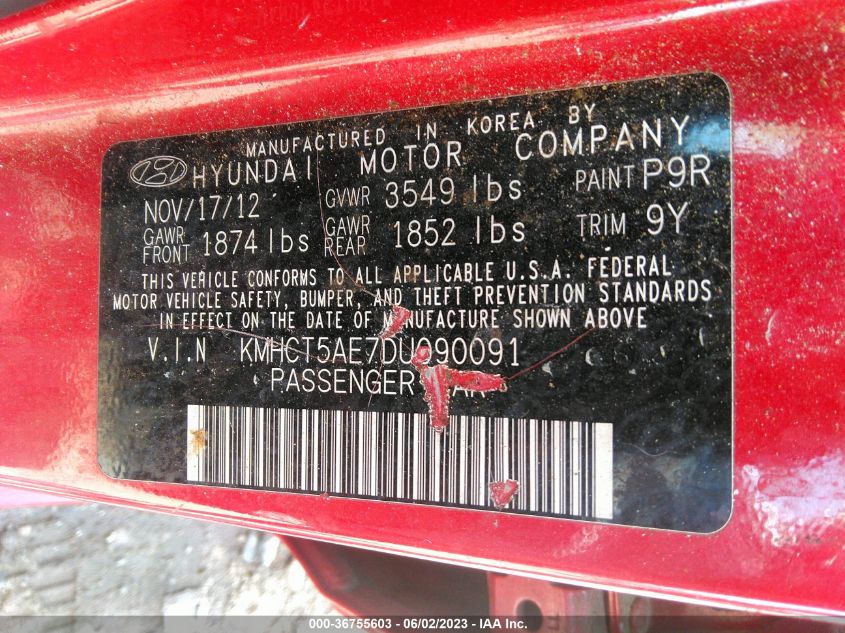 MANUFACTURED IN KOREA BY
HYUNDAI MOTOR COMPANY
NOV/17/12 GVWR 3549 lbs PAINT P9R
GAWR FRONT 1874 lbs GAWR REAR 1852 lbs TRIM 9Y
THIS VEHICLE CONFORMS TO ALL APPLICABLE U.S.A. FEDERAL
MOTOR VEHICLE SAFETY, BUMPER, AND THEFT PREVENTION STANDARDS
IN EFFECT ON THE DATE OF MANUFACTURE SHOWN ABOVE
V.I.N KMHCT5AE7DU090091
PASSENGER
000-36755603 - 06/02/2023 - IAA Inc.